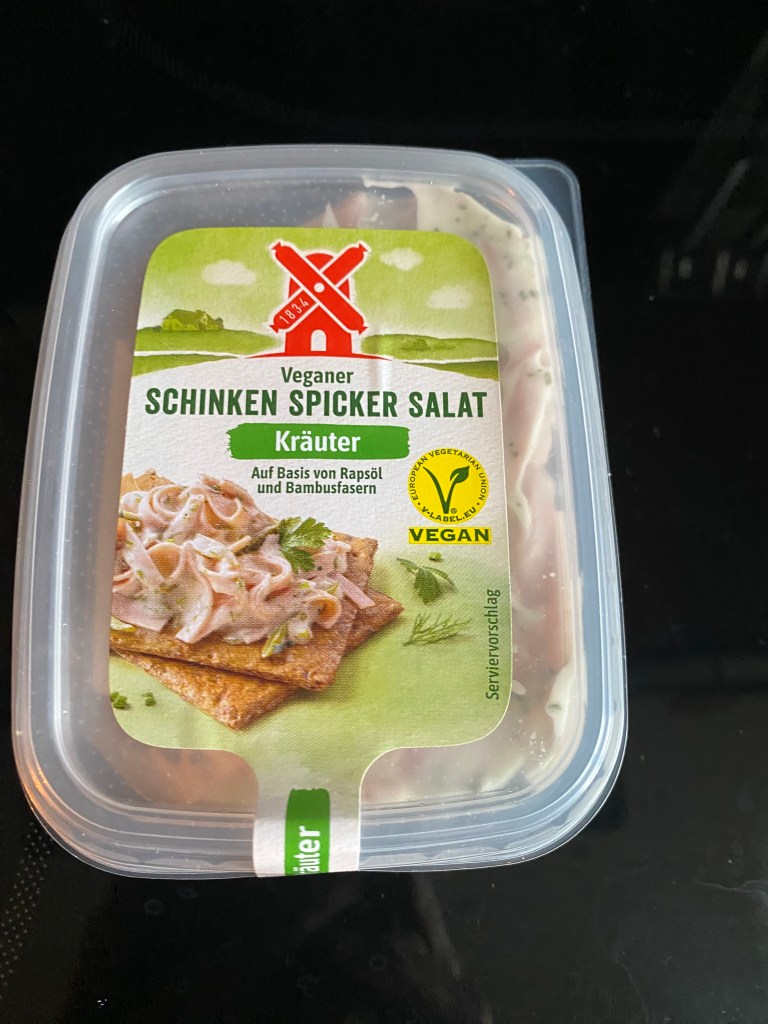 1834
Veganer
SCHINKEN SPICKER SALAT
Kräuter
Auf Basis von Rapsöl
und Bambusfasern
EUROPEAN VEGETARIAN UNION
V-LABEL.EU
®
VEGAN
Serviervorschlag
räuter